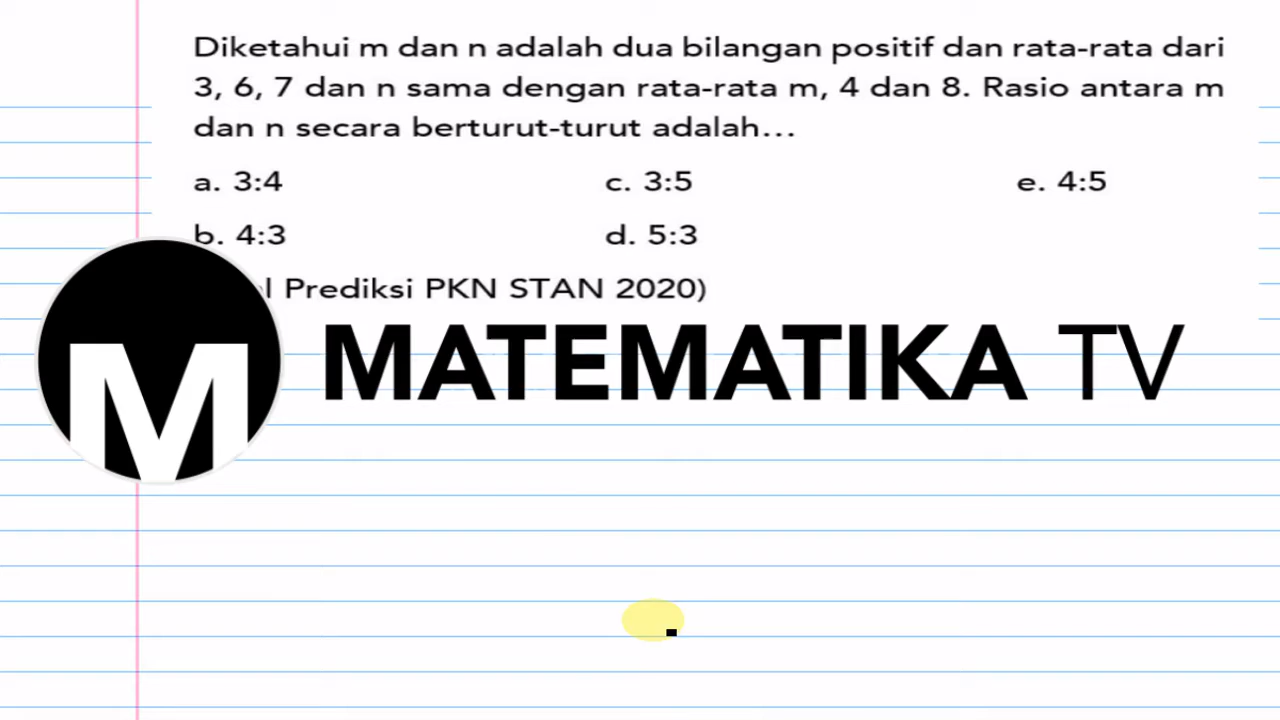 Diketahui m dan n adalah dua bilangan positif dan rata-rata dari
3, 6, 7 dan n sama dengan rata-rata m, 4 dan 8. Rasio antara m
dan n secara berturut-turut adalah...
a. 3:4 c. 3:5 e. 4:5
b. 4:3 d. 5:3
Prediksi PKN STAN 2020)
M MATEMATIKA TV